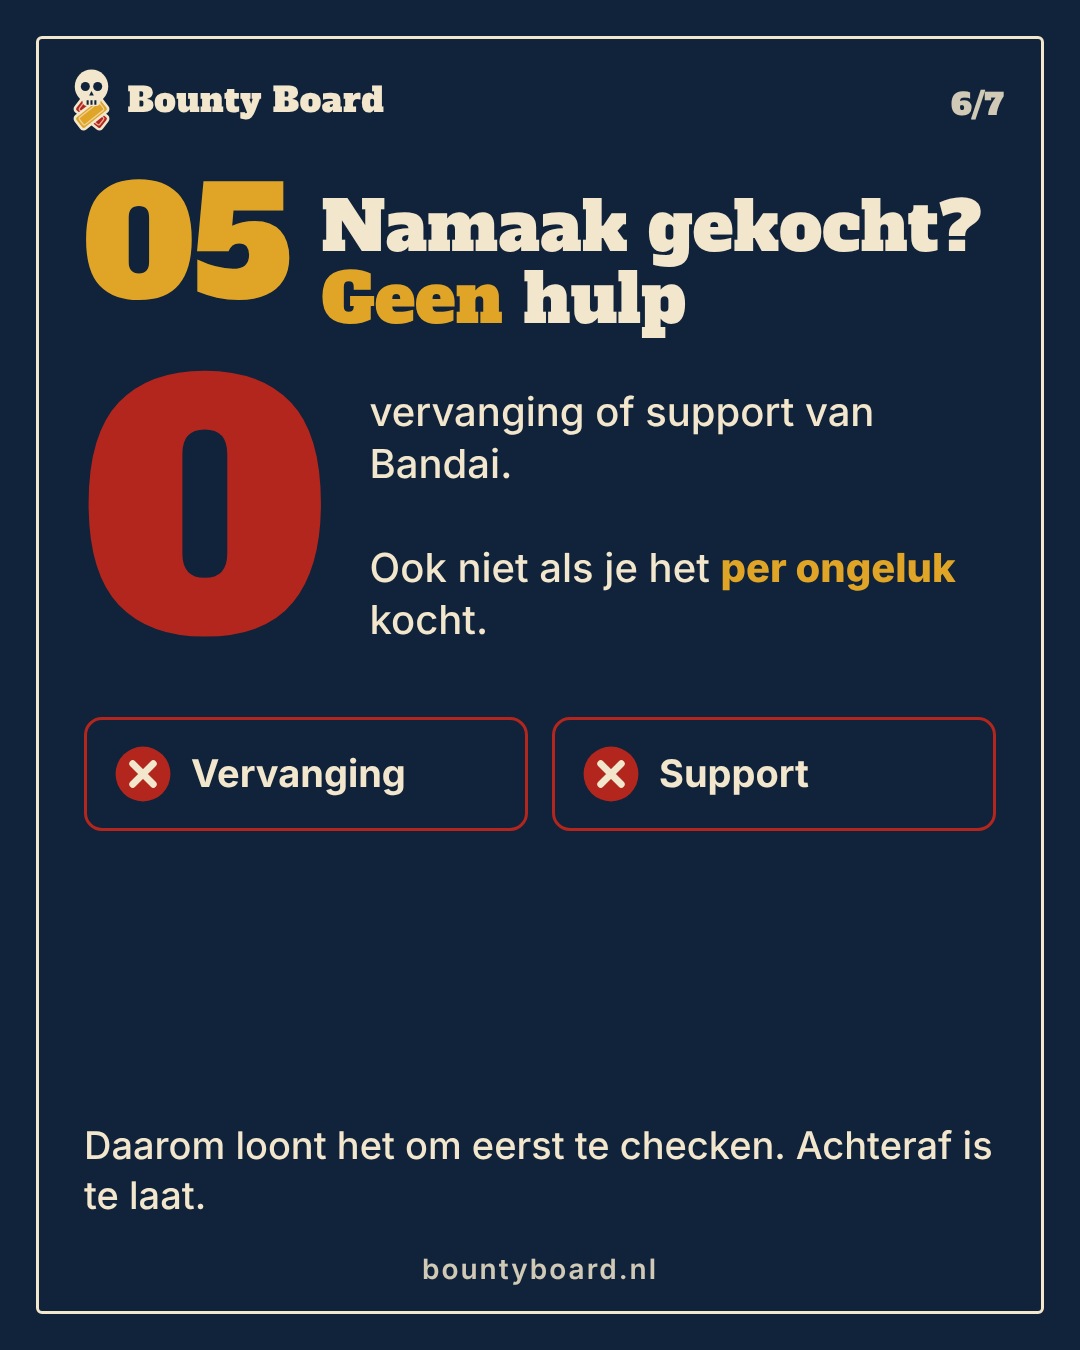 Bounty Board
6/7
05
Namaak gekocht?
Geen hulp
0
vervanging of support van
Bandai.
Ook niet als je het per ongeluk
kocht.
Vervanging
Support
Daarom loont het om eerst te checken. Achteraf is
te laat.
bountyboard.nl